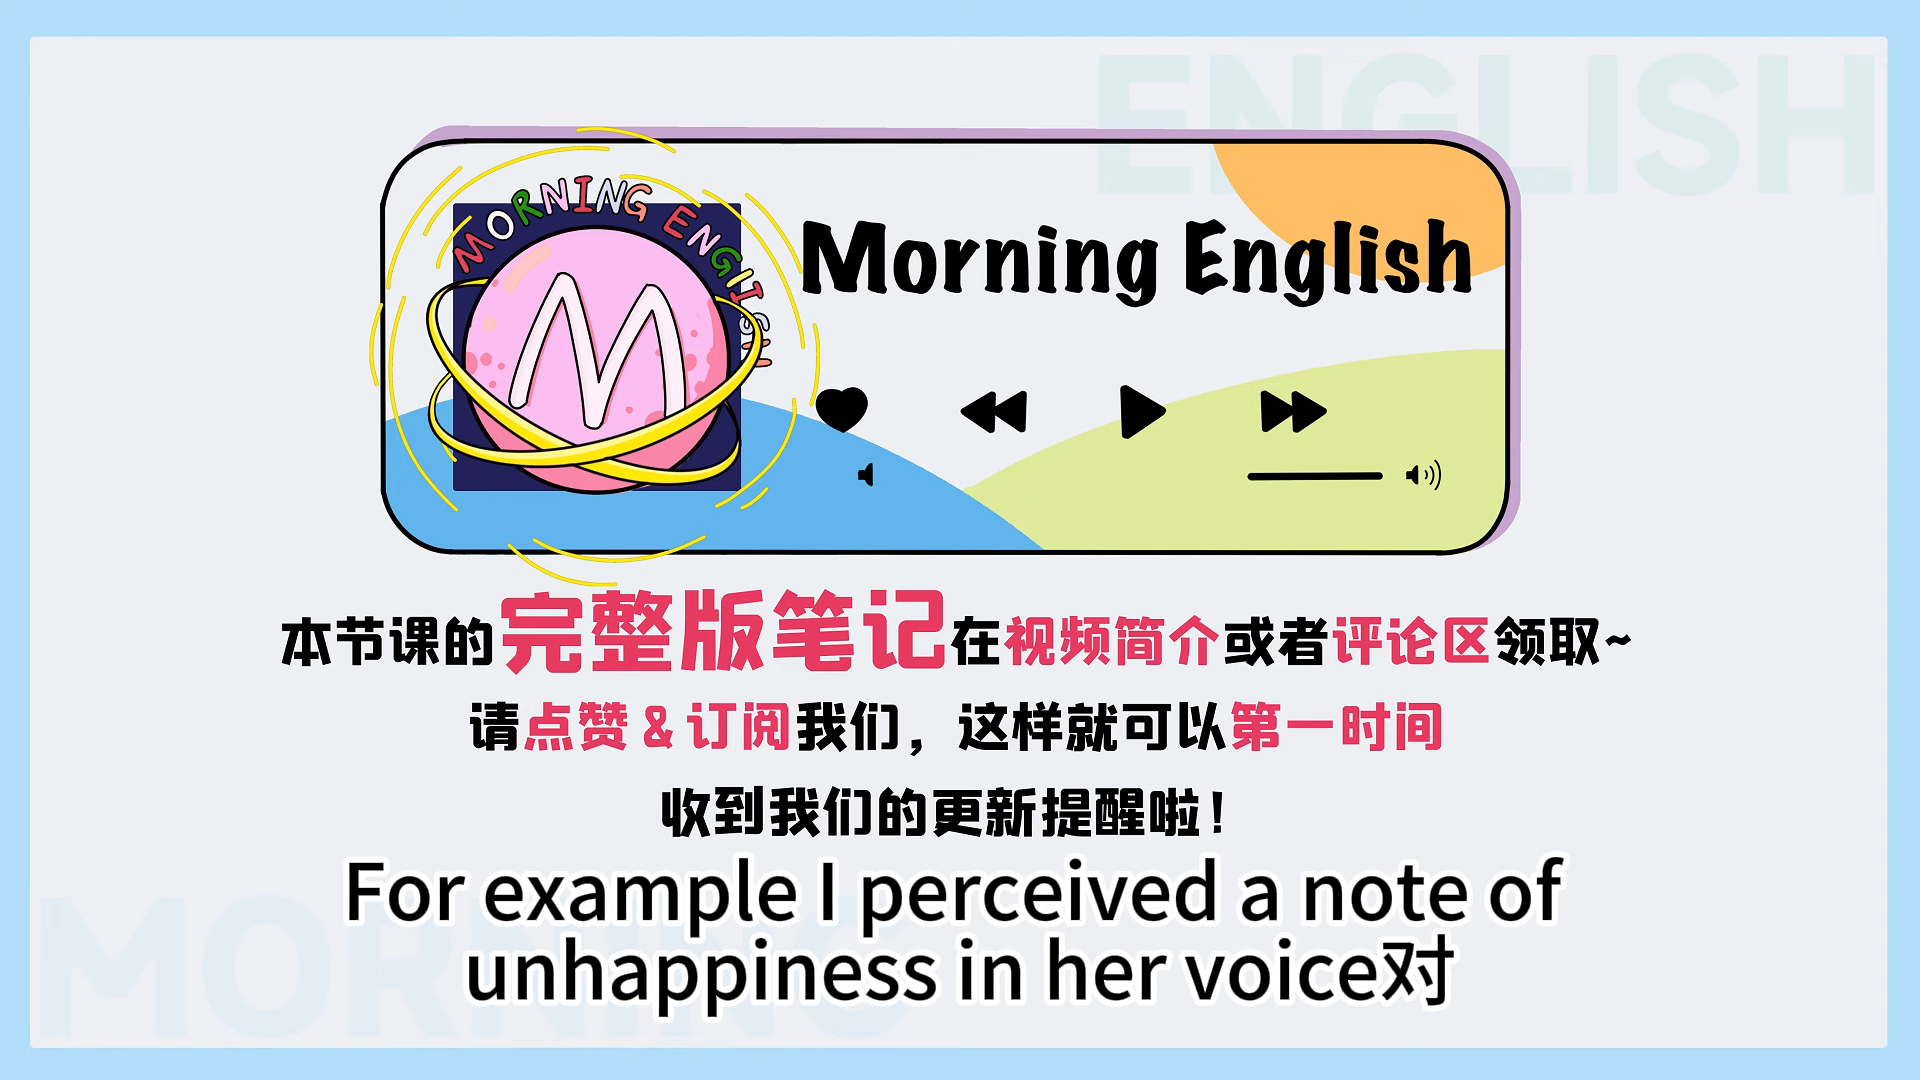 ENGLISH
MORNING ENGLISH
M
Morning English
本节课的完整版笔记在视频简介或者评论区领取~
请点赞&订阅我们，这样就可以第一时间
收到我们的更新提醒啦！
For example I perceived a note of
unhappiness in her voice对
MORNING